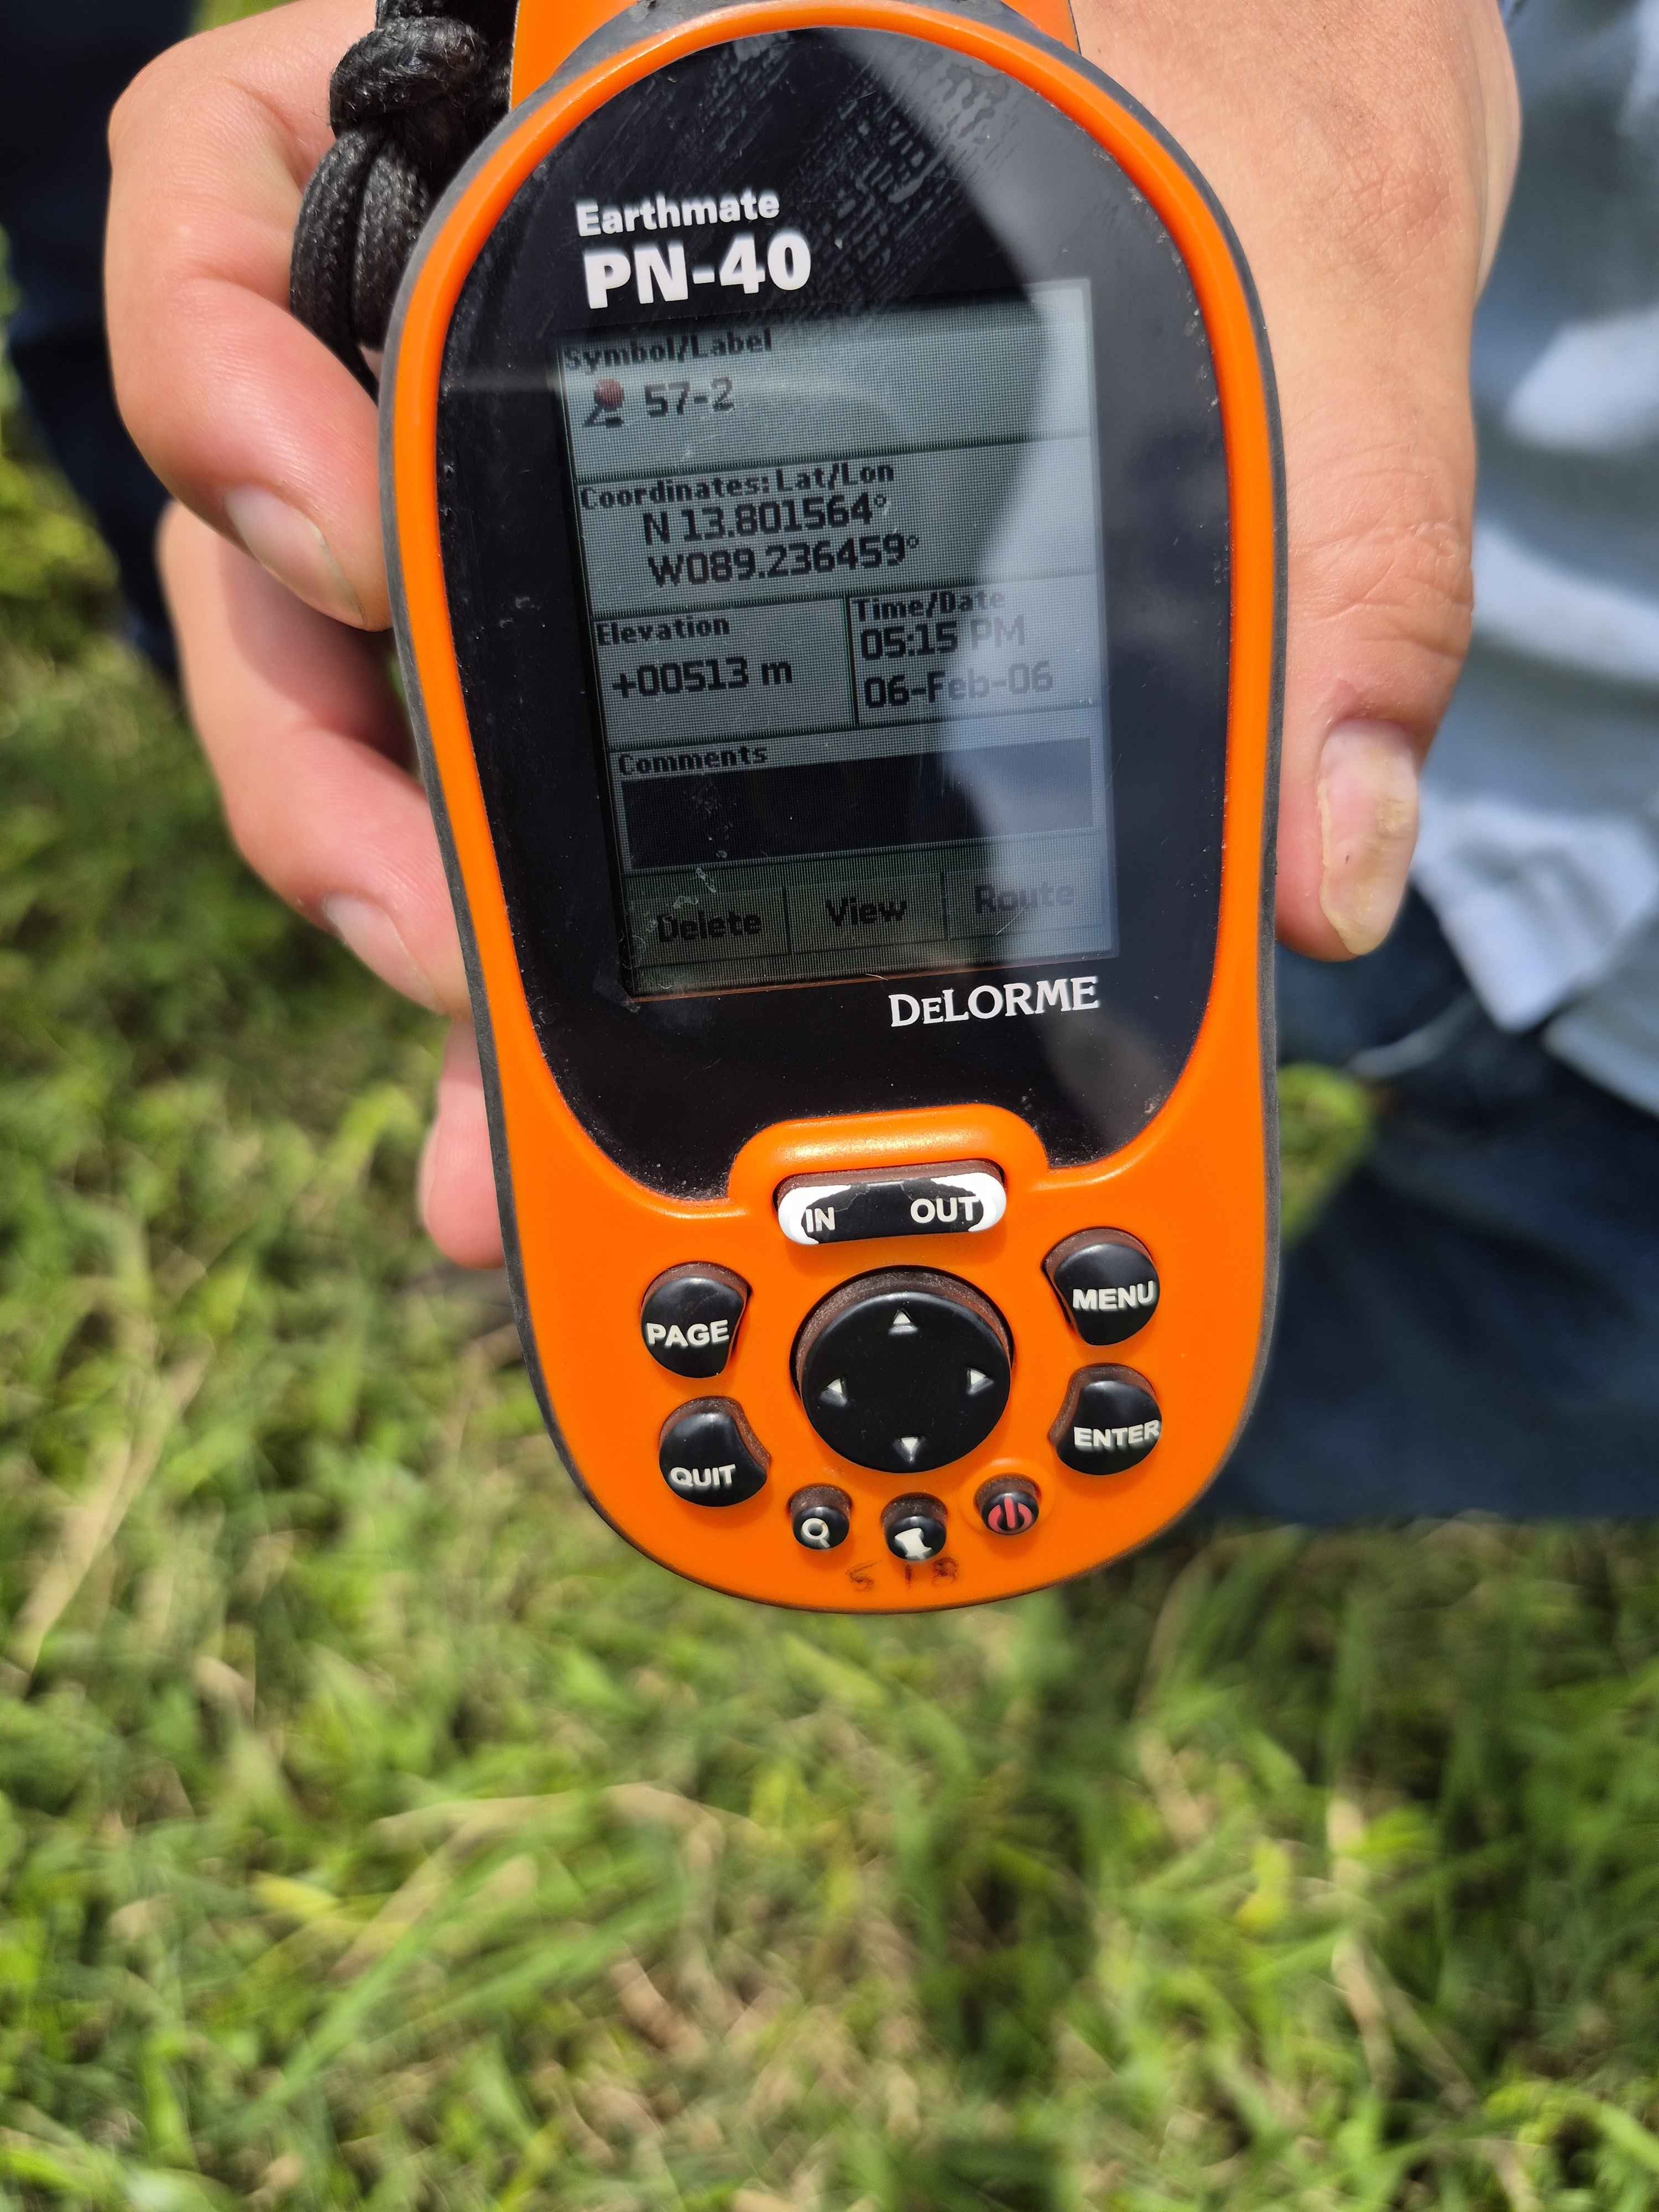 Earthmate
PN-40
Symbol/Label
57-2
Coordinates: Lat/Lon
N 13.801564°
W089.236459°
Elevation
+00513 m
Time/Date
05:15 PM
06-Feb-06
Comments
Delete View Route
DELORME
IN OUT
PAGE
MENU
QUIT
ENTER